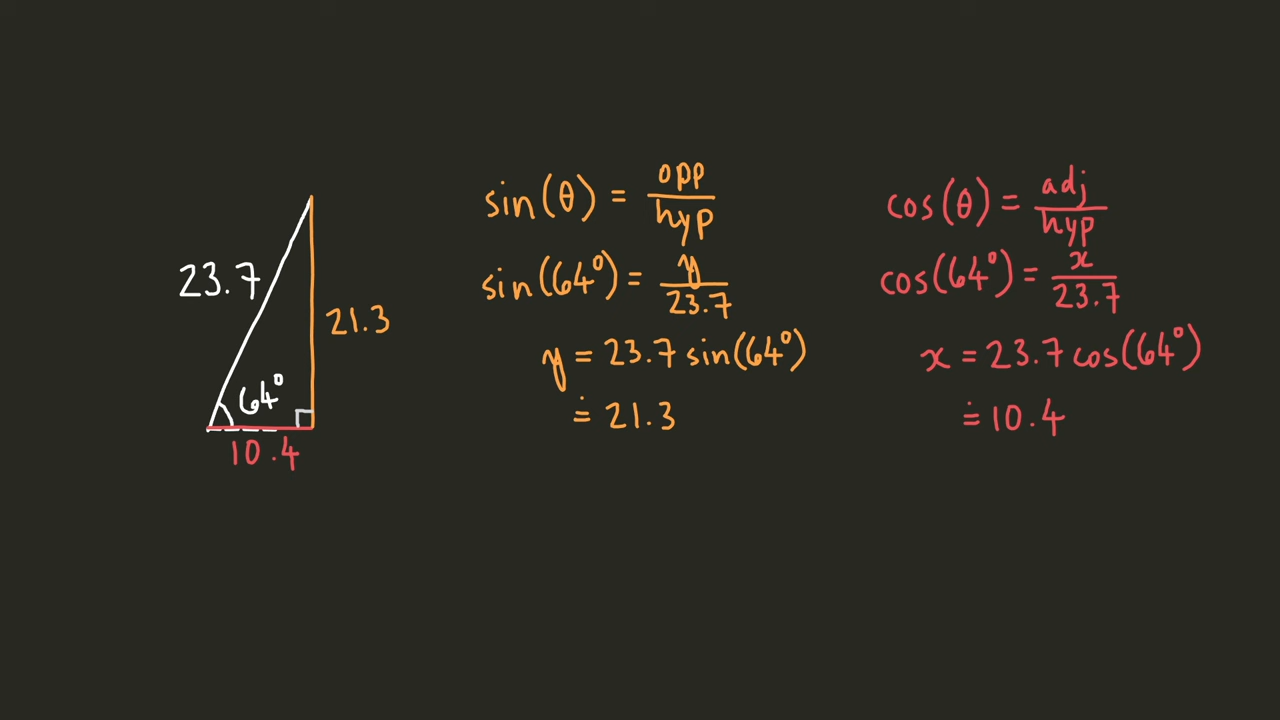 23.7
21.3
64°
10.4
sin(θ) = opp/hyp
sin(64°) = y/23.7
y = 23.7 sin(64°)
≐ 21.3
cos(θ) = adj/hyp
cos(64°) = x/23.7
x = 23.7 cos(64°)
≐ 10.4